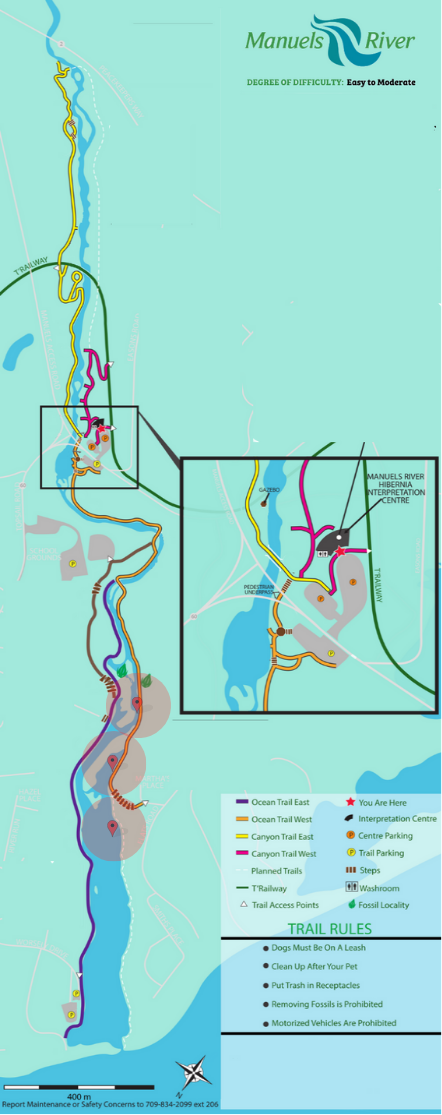 Manuels River
DEGREE OF DIFFICULTY: Easy to Moderate
T'RAILWAY
MANUELS RIVER
HIBERNIA
INTERPRETATION
CENTRE
GAZEBO
PEDESTRIAN
UNDERPASS
T'RAILWAY
P
P
P
P
P
P
P
P
P
Ocean Trail East
Ocean Trail West
Canyon Trail East
Canyon Trail West
Planned Trails
T'Railway
Trail Access Points
You Are Here
Interpretation Centre
P Centre Parking
P Trail Parking
Steps
Washroom
Fossil Locality
TRAIL RULES
Dogs Must Be On A Leash
Clean Up After Your Pet
Put Trash in Receptacles
Removing Fossils is Prohibited
Motorized Vehicles Are Prohibited
N
400 m
Report Maintenance or Safety Concerns to 709-834-2099 ext 206